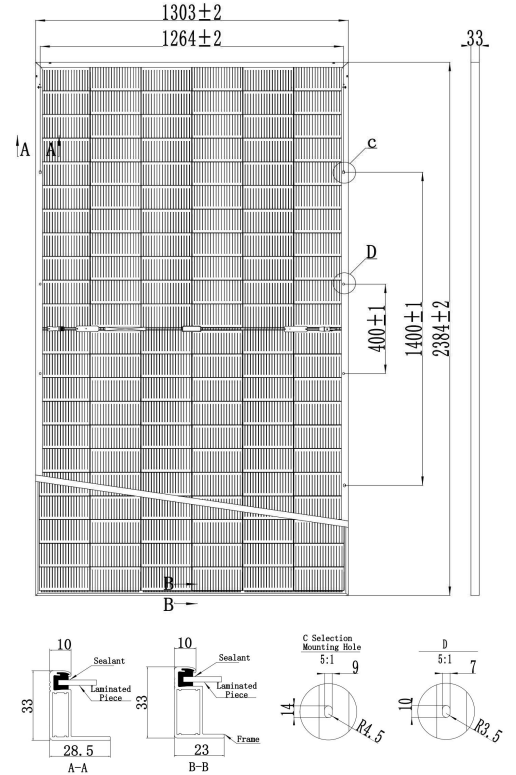 1303±2
1264±2
33
A A
C
D
400±1
1400±1
2384±2
B
B
10
Sealant
Laminated
Piece
33
28.5
A-A
10
Sealant
Laminated
Piece
33
Frame
23
B-B
C Selection
Mounting Hole
5:1
9
14
R4.5
D
5:1
7
10
R3.5